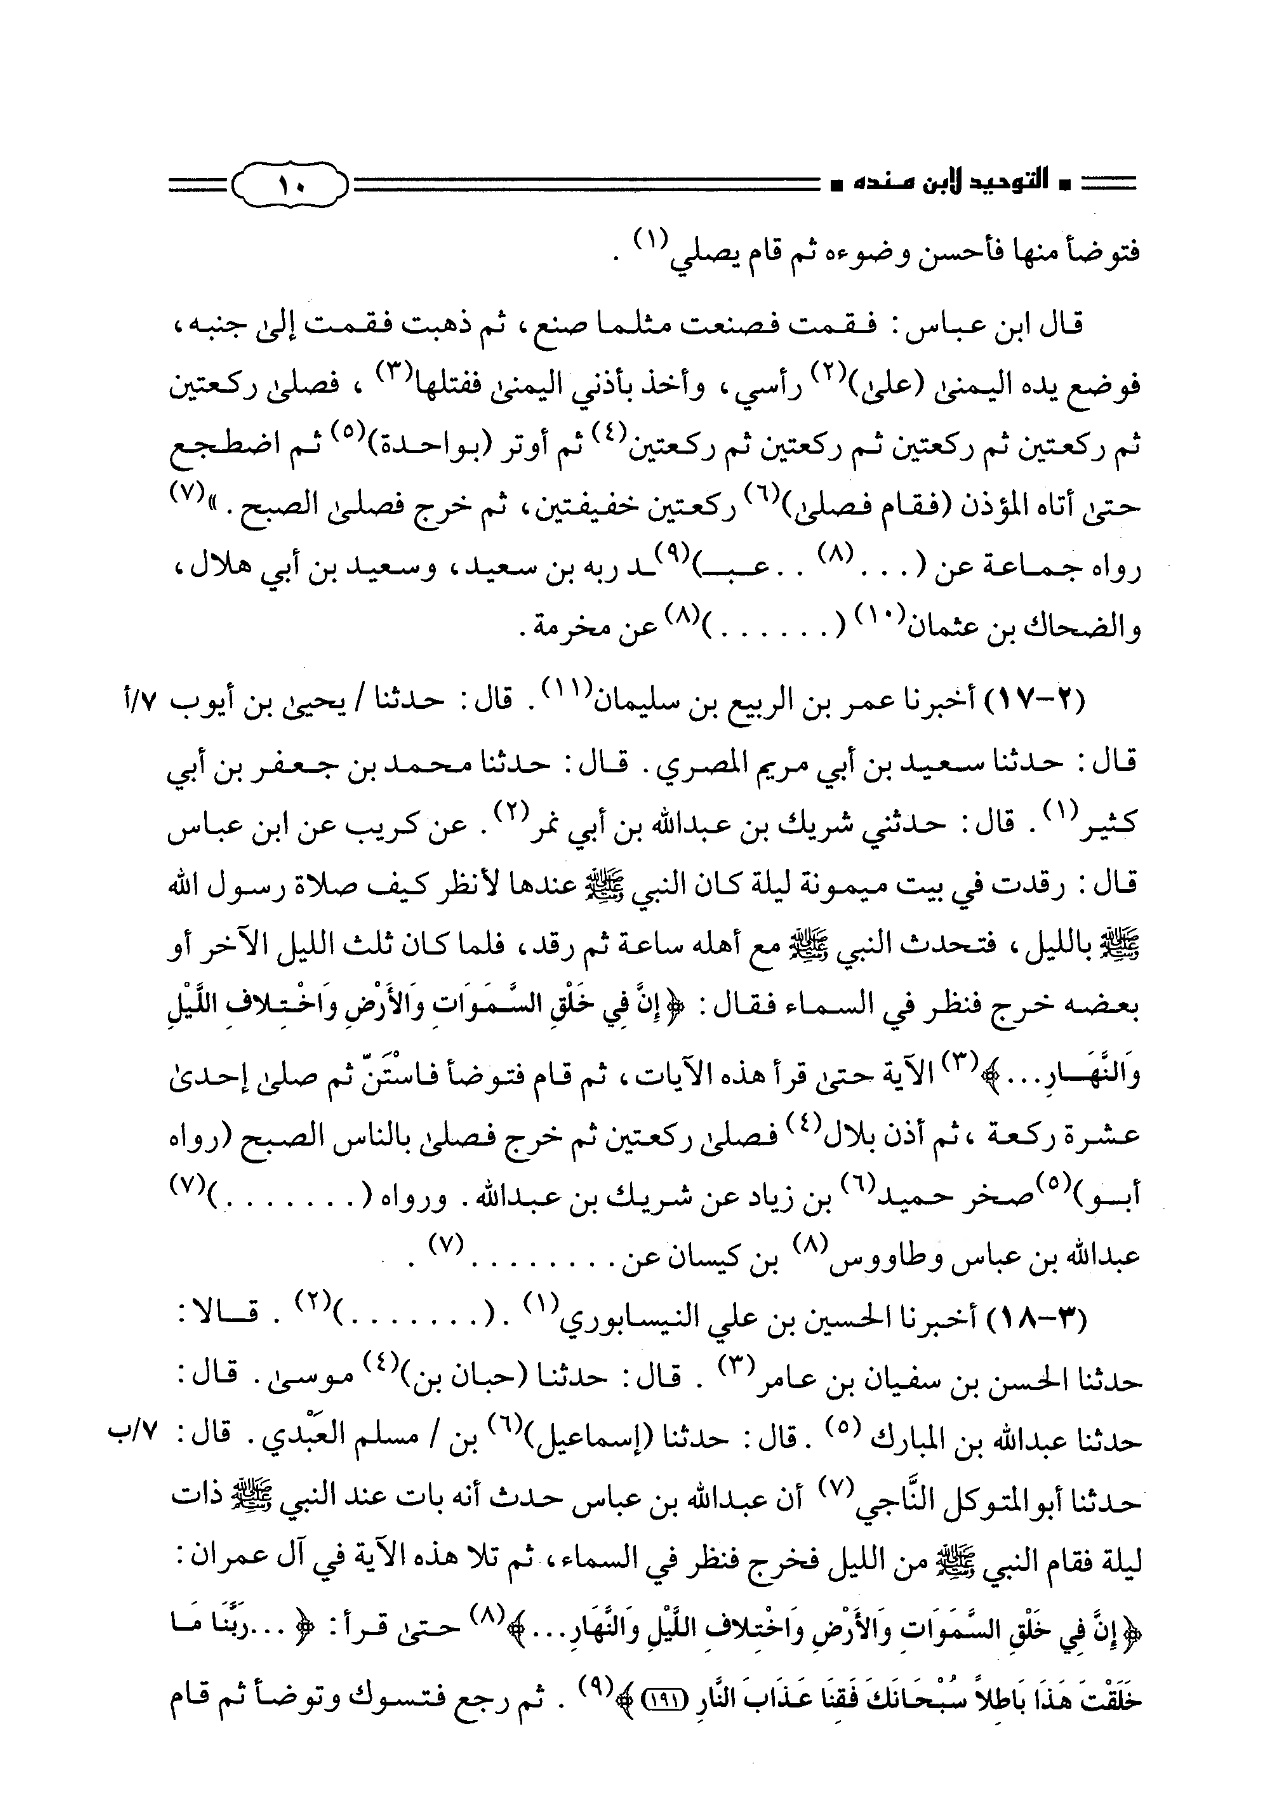 التوحيد لابن منده ١٠
فتوضأ منها فأحسن وضوءه ثم قام يصلي(١) .
قال ابن عباس : فقمت فصنعت مثلما صنع، ثم ذهبت فقمت إلى جنبه،
فوضع يده اليمنى (على)(٢) رأسي، وأخذ بأذني اليمنى ففتلها(٣) ، فصلى ركعتين
ثم ركعتين ثم ركعتين ثم ركعتين ثم ركعتين(٤) ثم أوتر (بواحدة)(٥) ثم اضطجع
حتى أتاه المؤذن (فقام فصلى)(٦) ركعتين خفيفتين، ثم خرج فصلى الصبح . »(٧)
رواه جماعة عن ( . . . (٨) . . عبـ)(٩)ـد ربه بن سعيد، وسعيد بن أبي هلال،
والضحاك بن عثمان(١٠) ( . . . . . . )(٨) عن مخرمة .
(٢-١٧) أخبرنا عمر بن الربيع بن سليمان(١١) . قال : حدثنا / يحيى بن أيوب ٧/أ
قال : حدثنا سعيد بن أبي مريم المصري . قال : حدثنا محمد بن جعفر بن أبي
كثير(١) . قال : حدثني شريك بن عبدالله بن أبي نمر(٢) . عن كريب عن ابن عباس
قال : رقدت في بيت ميمونة ليلة كان النبي ﷺ عندها لأنظر كيف صلاة رسول الله
ﷺ بالليل، فتحدث النبي ﷺ مع أهله ساعة ثم رقد، فلما كان ثلث الليل الآخر أو
بعضه خرج فنظر في السماء فقال : ﴿ إِنَّ فِي خَلْقِ السَّمَوَاتِ وَالأَرْضِ وَاخْتِلافِ اللَّيْلِ
وَالنَّهَارِ . . . ﴾(٣) الآية حتى قرأ هذه الآيات، ثم قام فتوضأ فاسْتَنّ ثم صلى إحدى
عشرة ركعة ، ثم أذن بلال(٤) فصلى ركعتين ثم خرج فصلى بالناس الصبح (رواه
أبو)(٥) صخر حميد(٦) بن زياد عن شريك بن عبدالله . ورواه ( . . . . . . . )(٧)
عبدالله بن عباس وطاووس(٨) بن كيسان عن . . . . . . . . (٧) .
(٣-١٨) أخبرنا الحسين بن علي النيسابوري(١) . ( . . . . . . . )(٢) . قالا :
حدثنا الحسن بن سفيان بن عامر(٣) . قال : حدثنا (حبان بن)(٤) موسى . قال :
حدثنا عبدالله بن المبارك (٥) . قال : حدثنا (إسماعيل)(٦) بن / مسلم العَبْدي . قال : ٧/ب
حدثنا أبو المتوكل النَّاجي(٧) أن عبدالله بن عباس حدث أنه بات عند النبي ﷺ ذات
ليلة فقام النبي ﷺ من الليل فخرج فنظر في السماء، ثم تلا هذه الآية في آل عمران :
﴿ إِنَّ فِي خَلْقِ السَّمَوَاتِ وَالأَرْضِ وَاخْتِلافِ اللَّيْلِ وَالنَّهَارِ . . . ﴾(٨) حتى قرأ : ﴿ . . . رَبَّنَا مَا
خَلَقْتَ هَذَا بَاطِلاً سُبْحَانَكَ فَقِنَا عَذَابَ النَّارِ (١٩١) ﴾(٩) . ثم رجع فتسوك وتوضأ ثم قام